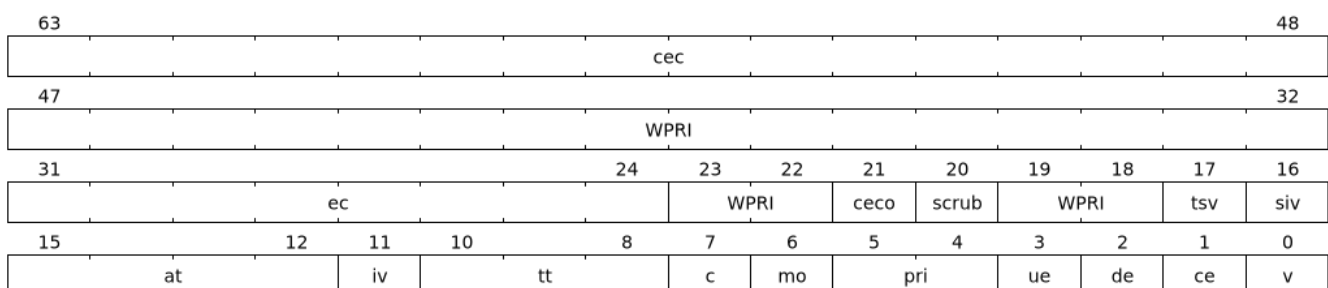 63 48
cec
47 32
WPRI
31 24 23 22 21 20 19 18 17 16
ec WPRI ceco scrub WPRI tsv siv
15 12 11 10 8 7 6 5 4 3 2 1 0
at iv tt c mo pri ue de ce v